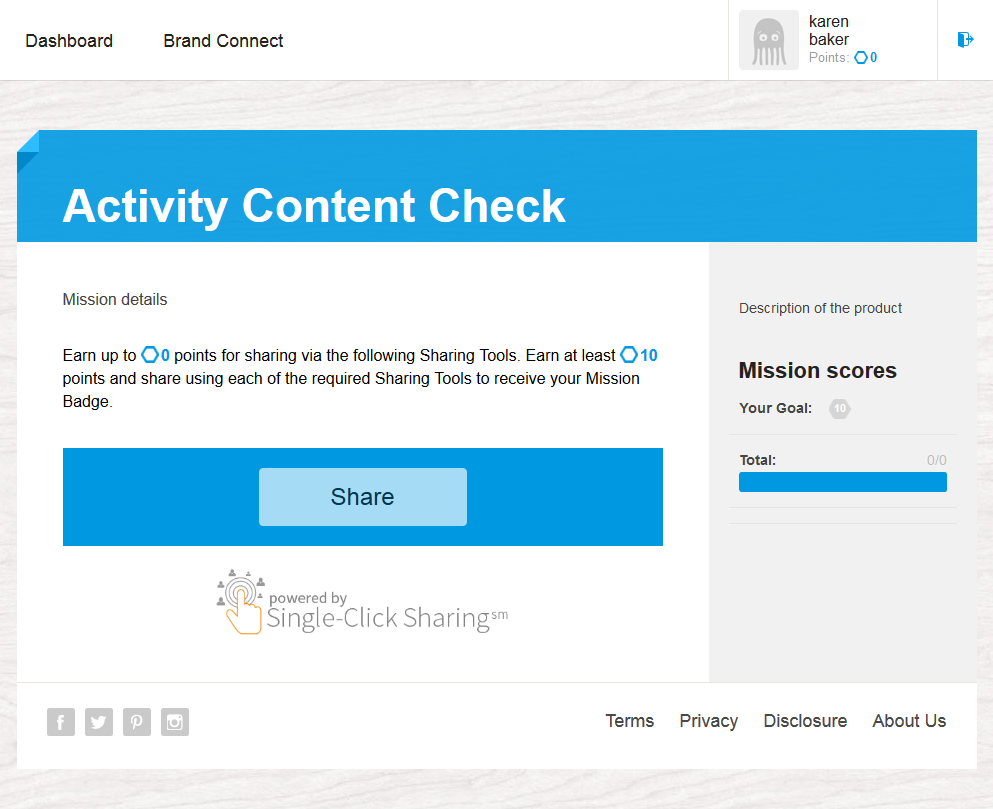 Dashboard
Brand Connect
karen
baker
Points: 0
Activity Content Check
Mission details
Earn up to 0 points for sharing via the following Sharing Tools. Earn at least 10
points and share using each of the required Sharing Tools to receive your Mission
Badge.
Share
powered by
Single-Click Sharing sm
Description of the product
Mission scores
Your Goal: 10
Total: 0/0
Terms
Privacy
Disclosure
About Us